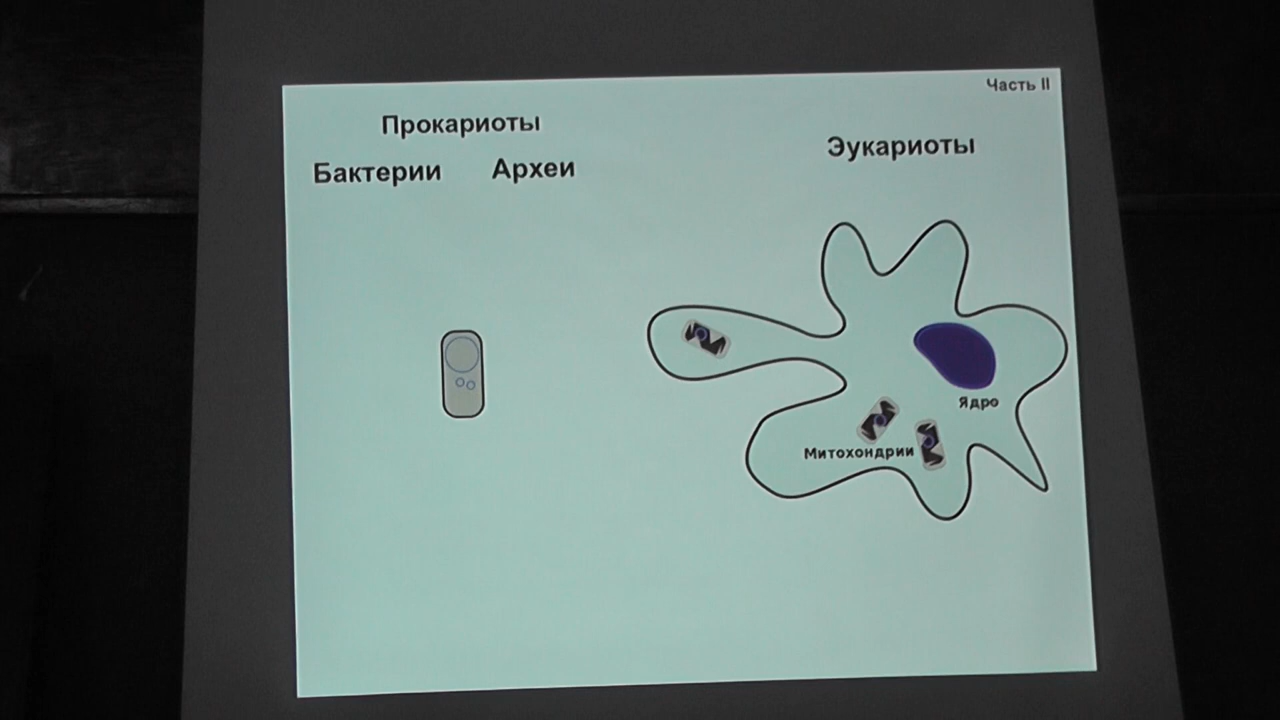 Часть II
Прокариоты
Эукариоты
Бактерии Археи
Ядро
Митохондрии